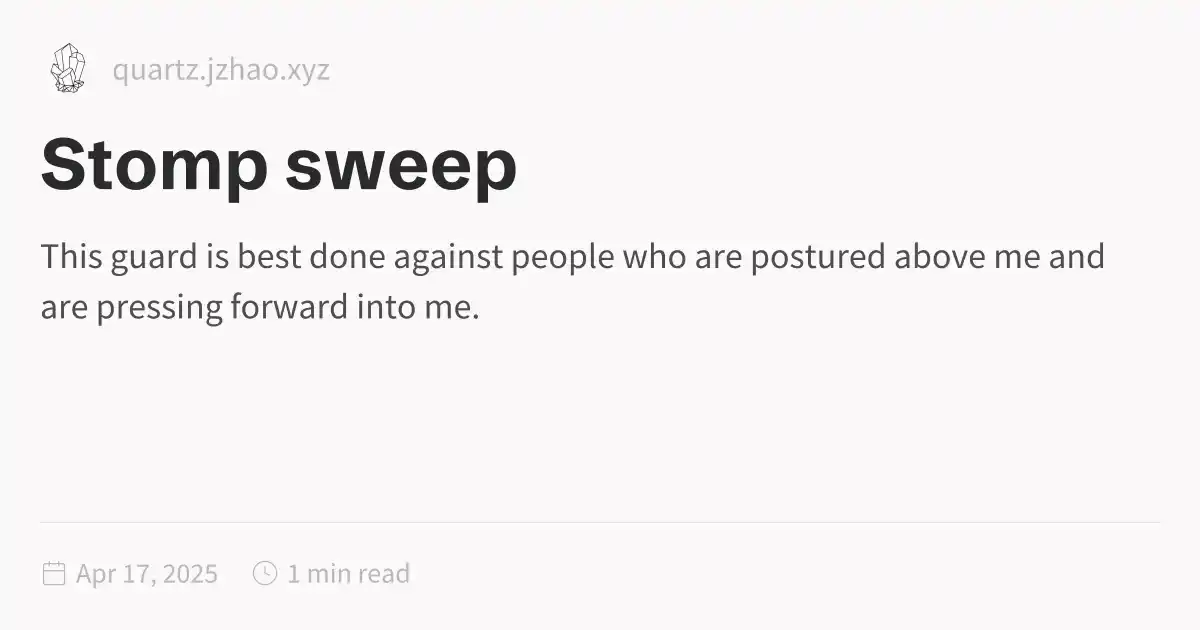 quartz.jzhao.xyz
Stomp sweep
This guard is best done against people who are postured above me and
are pressing forward into me.
Apr 17, 2025 1 min read